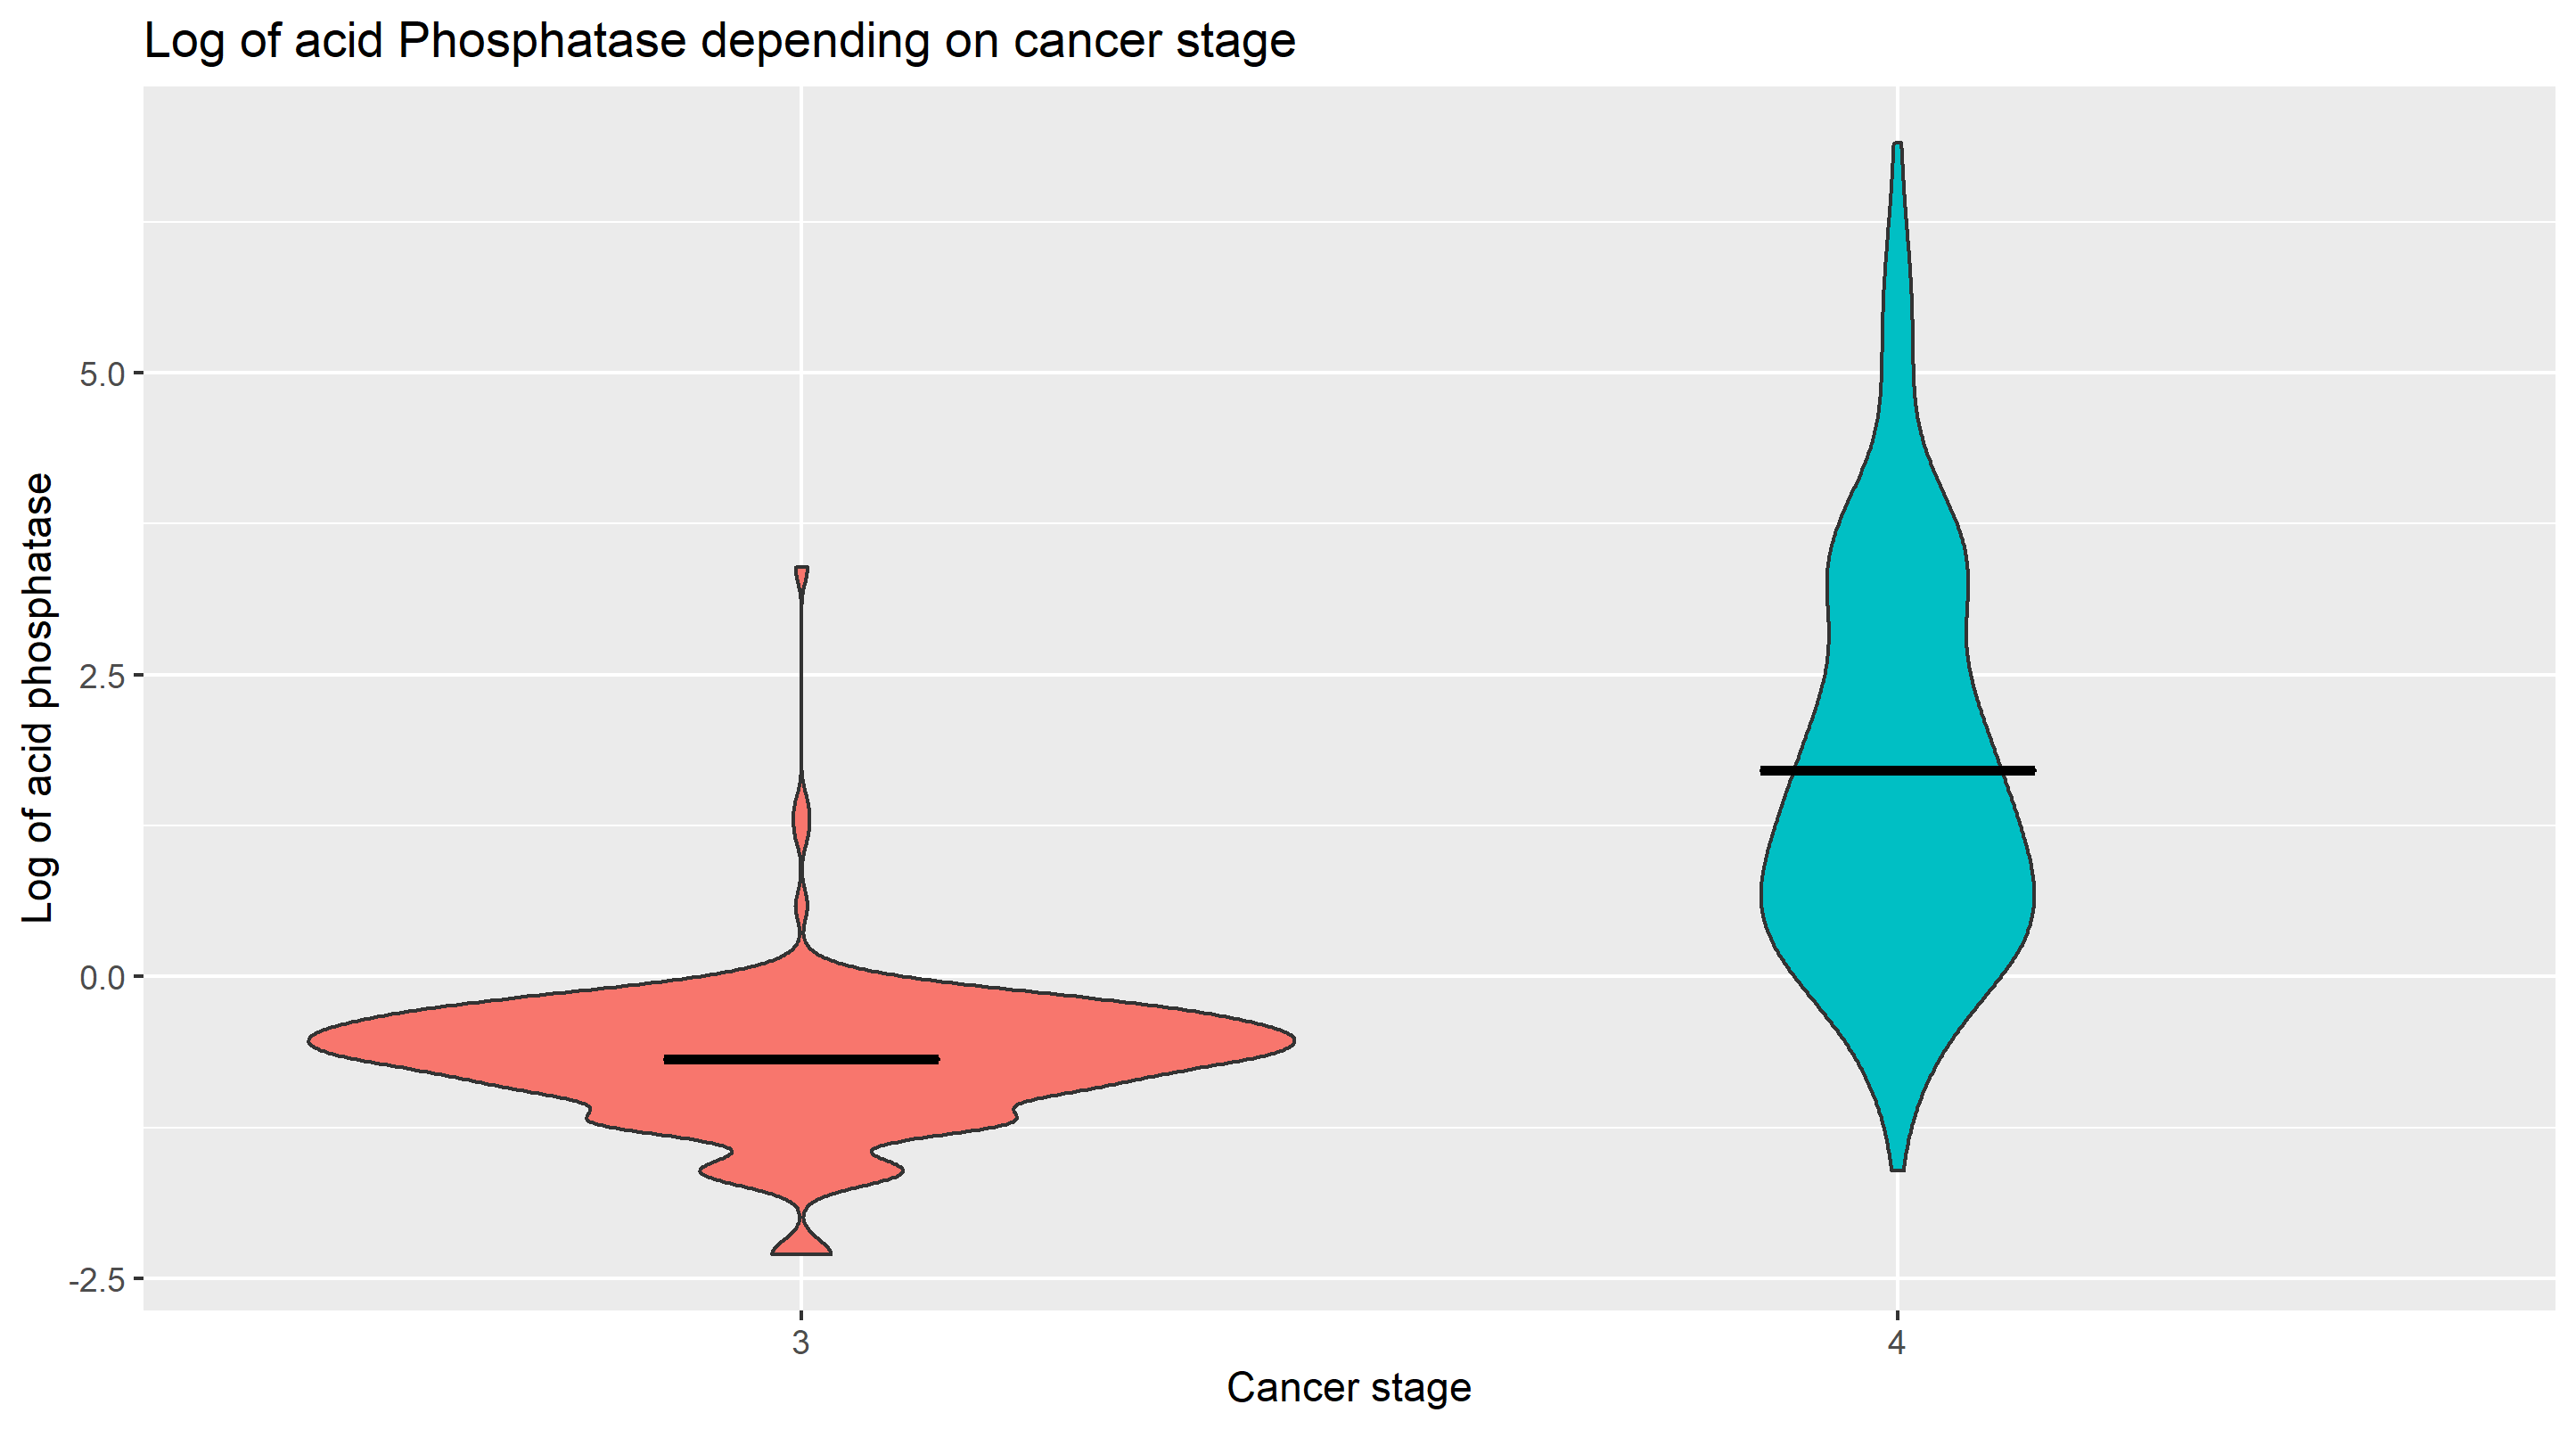 Log of acid Phosphatase depending on cancer stage
Log of acid phosphatase
5.0
2.5
0.0
-2.5
3
4
Cancer stage